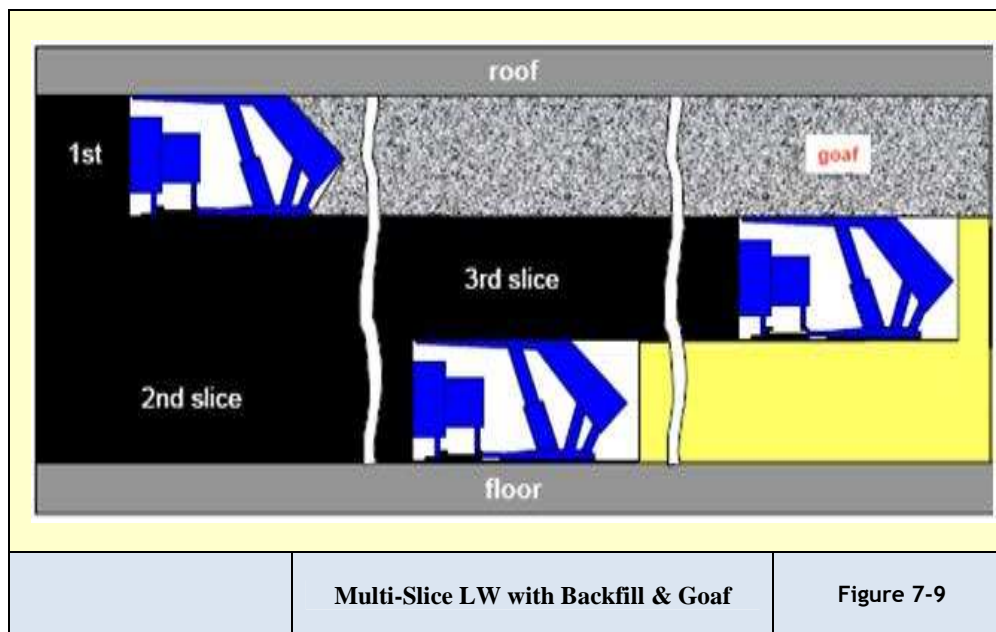 roof
1st
goaf
3rd slice
2nd slice
floor
Multi-Slice LW with Backfill & Goaf
Figure 7-9